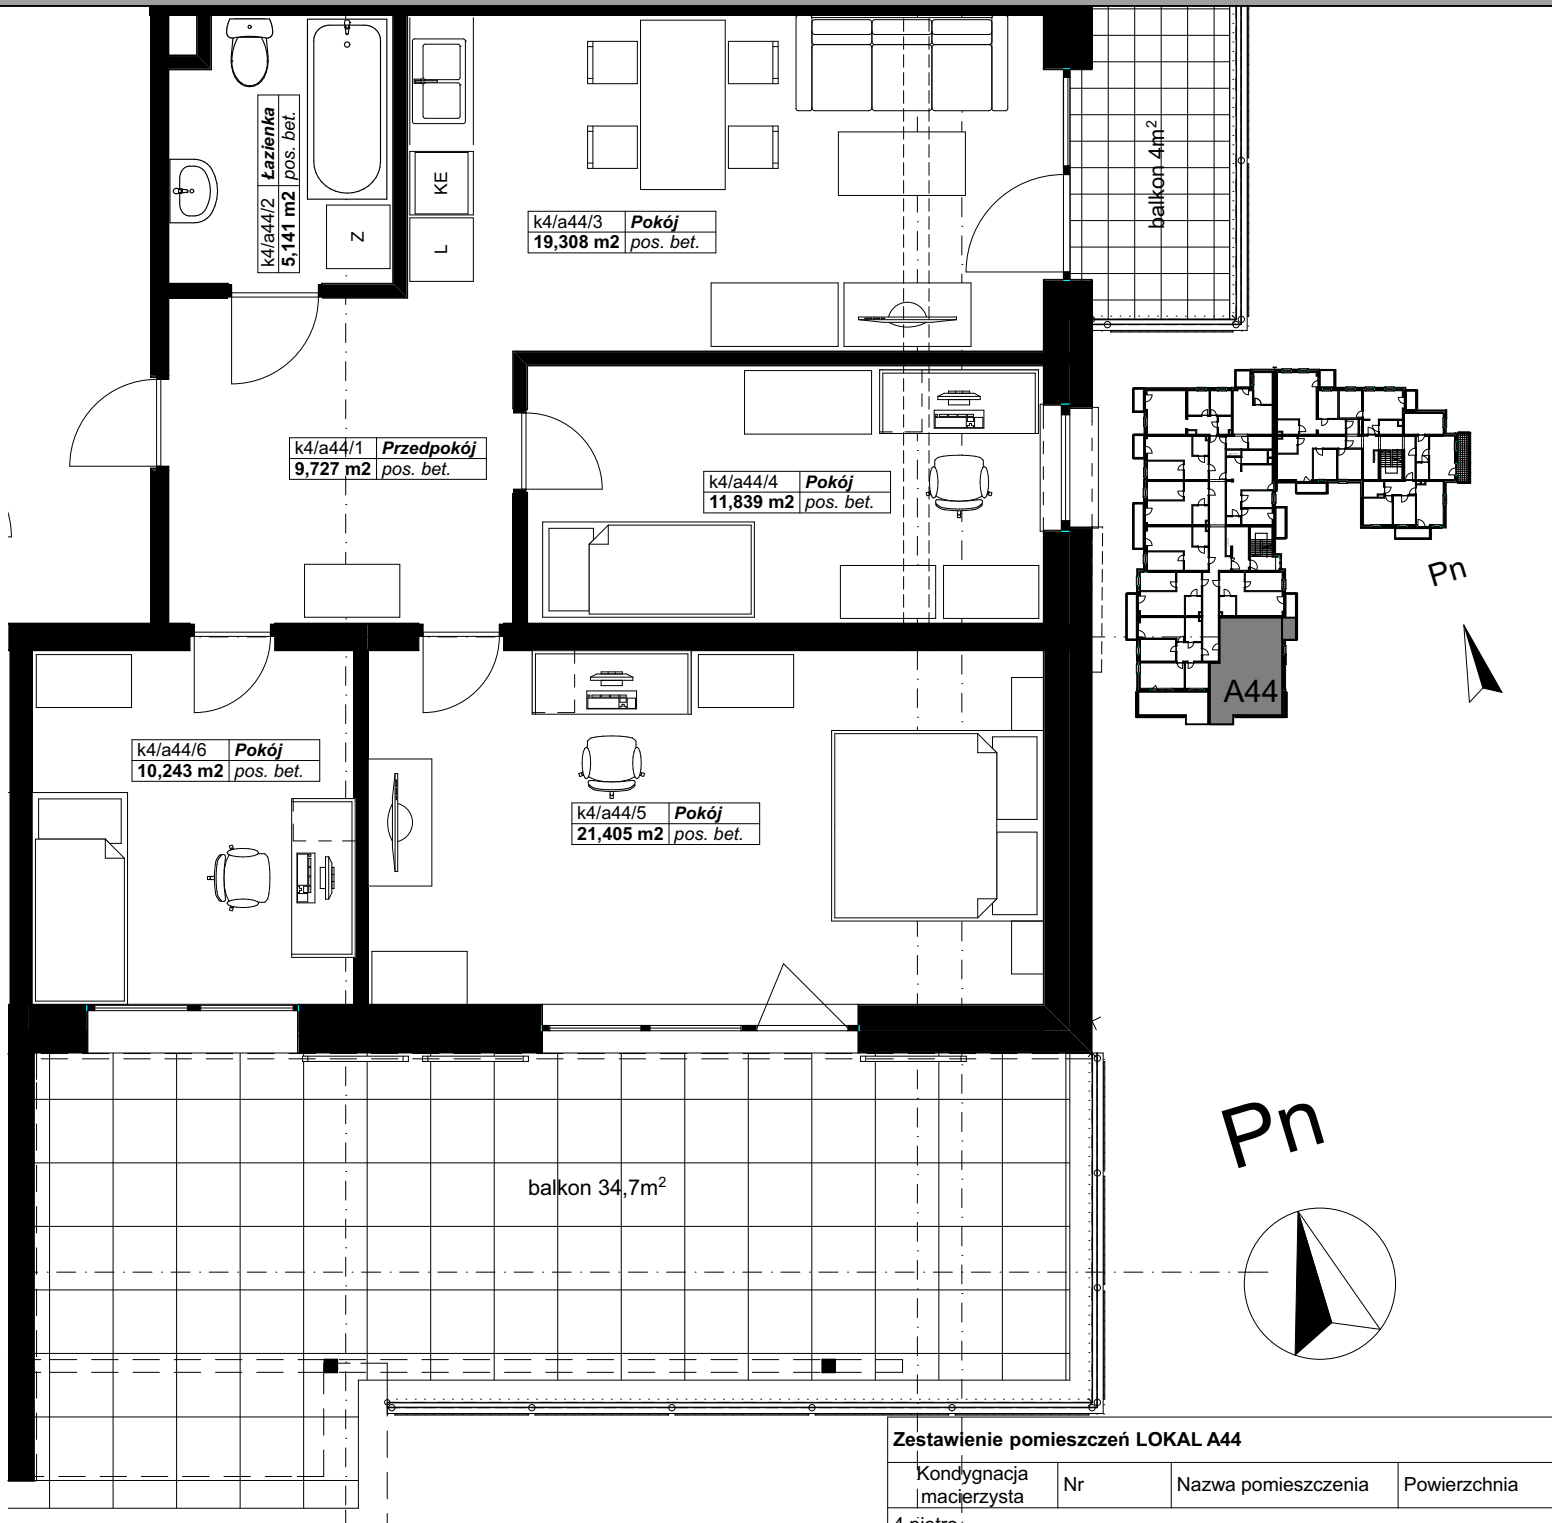 k4/a44/2 Łazienka
5,141 m2 pos. bet.
Z
KE
L
k4/a44/3 Pokój
19,308 m2 pos. bet.
balkon 4m²
k4/a44/1 Przedpokój
9,727 m2 pos. bet.
k4/a44/4 Pokój
11,839 m2 pos. bet.
Pn
A44
k4/a44/6 Pokój
10,243 m2 pos. bet.
k4/a44/5 Pokój
21,405 m2 pos. bet.
Pn
balkon 34,7m²
Zestawienie pomieszczeń LOKAL A44
Kondygnacja
macierzysta
Nr
Nazwa pomieszczenia
Powierzchnia
4 piętro